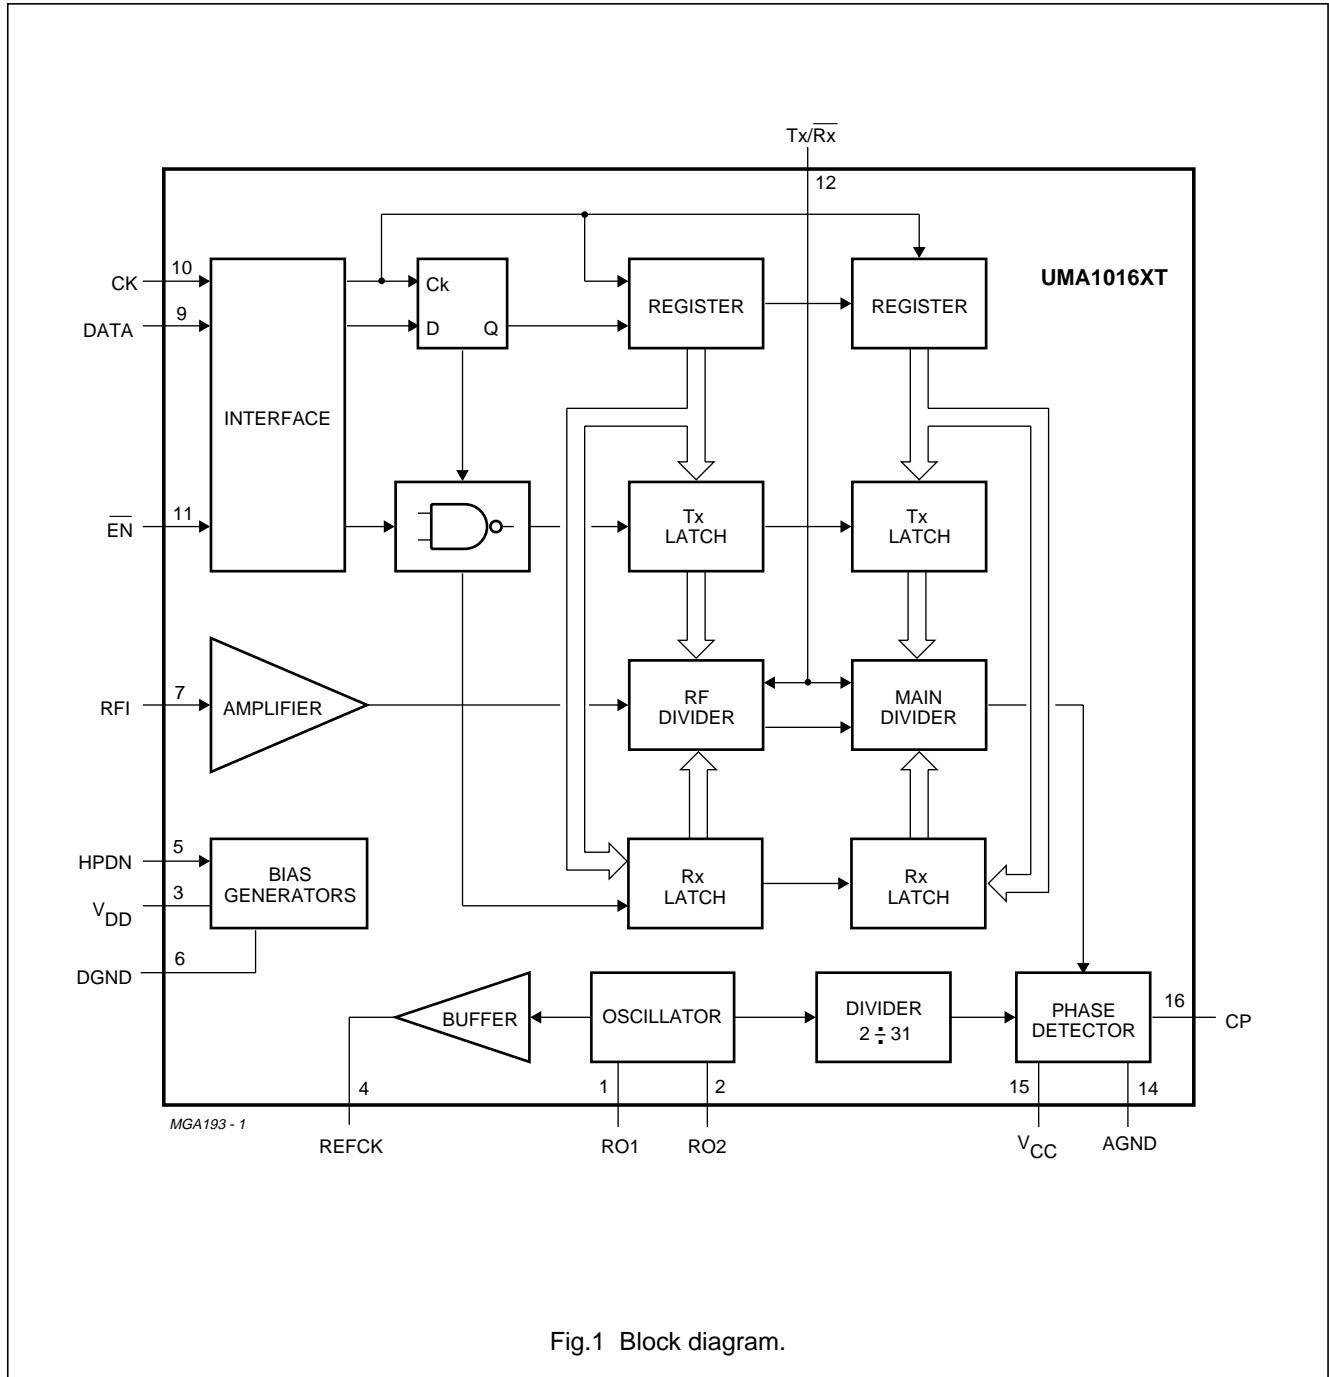 Tx/Rx
12
UMA1016XT
CK
10
DATA
9
EN
11
INTERFACE
Ck
D
Q
REGISTER
REGISTER
Tx
LATCH
Tx
LATCH
RFI
7
AMPLIFIER
RF
DIVIDER
MAIN
DIVIDER
HPDN
5
VDD
3
DGND
6
BIAS
GENERATORS
Rx
LATCH
Rx
LATCH
BUFFER
OSCILLATOR
DIVIDER
2 ÷ 31
PHASE
DETECTOR
16
CP
4
1
2
15
14
MGA193 - 1
REFCK
RO1
RO2
VCC
AGND
Fig.1 Block diagram.